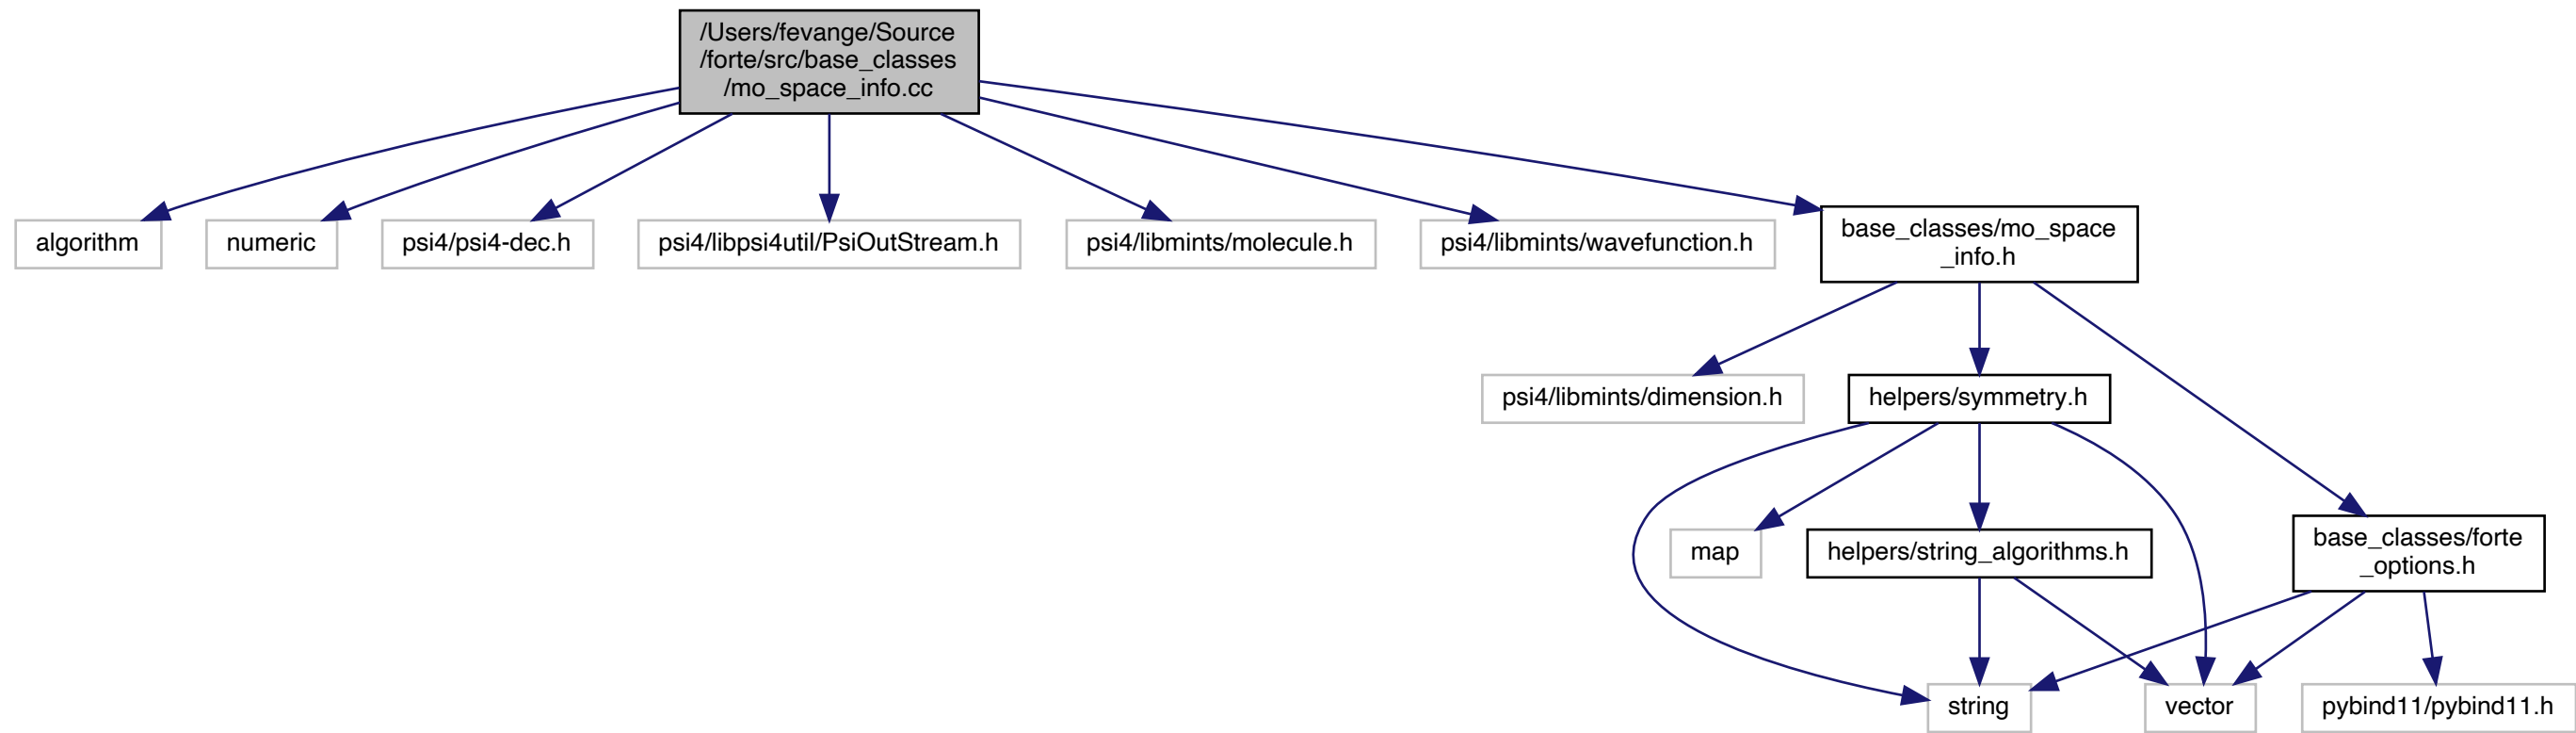 /Users/fevange/Source
/forte/src/base_classes
/mo_space_info.cc
algorithm
numeric
psi4/psi4-dec.h
psi4/libpsi4util/PsiOutStream.h
psi4/libmints/molecule.h
psi4/libmints/wavefunction.h
base_classes/mo_space
_info.h
psi4/libmints/dimension.h
helpers/symmetry.h
map
helpers/string_algorithms.h
base_classes/forte
_options.h
string
vector
pybind11/pybind11.h